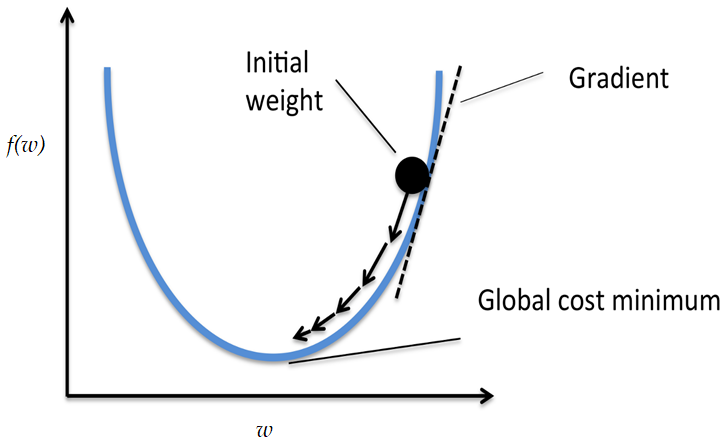 Initial
weight
Gradient
f(w)
Global cost minimum
w